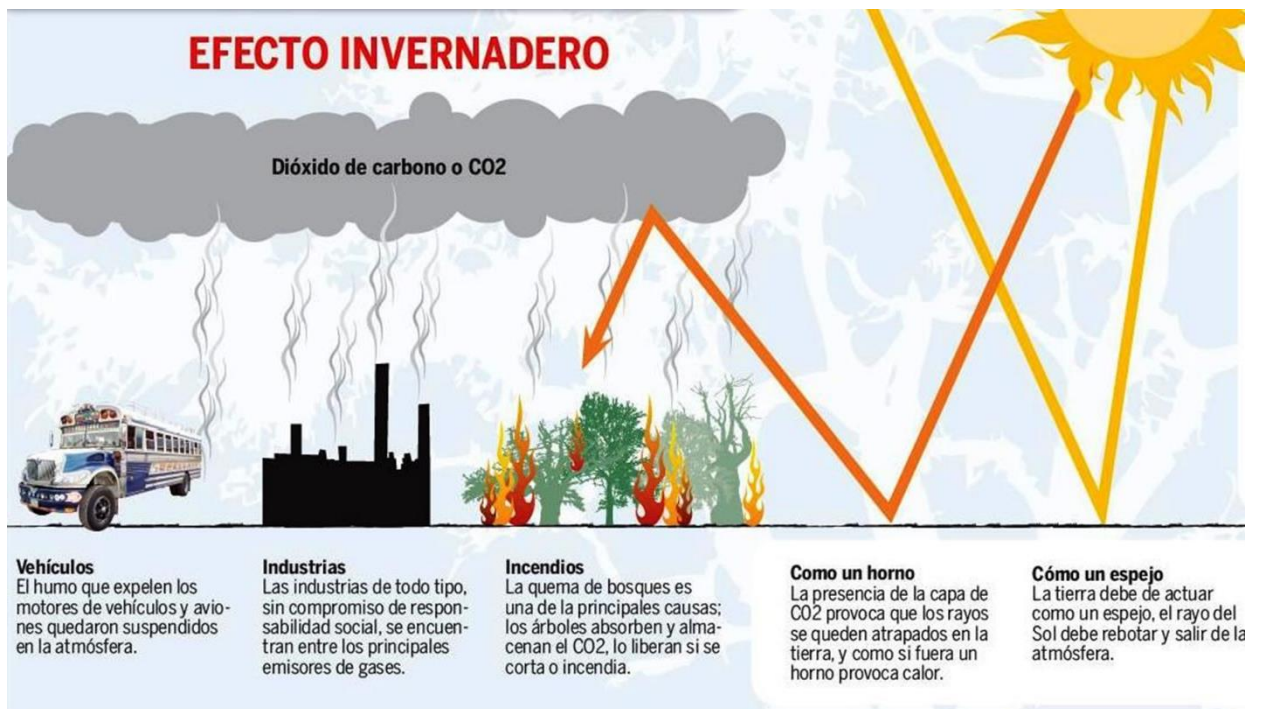 EFECTO INVERNADERO
Dióxido de carbono o CO2
Vehículos
El humo que expelen los
motores de vehículos y avio-
nes quedaron suspendidos
en la atmósfera.
Industrias
Las industrias de todo tipo,
sin compromiso de respon-
sabilidad social, se encuen-
tran entre los principales
emisores de gases.
Incendios
La quema de bosques es
una de la principales causas;
los árboles absorben y alma-
cenan el CO2, lo liberan si se
corta o incendia.
Como un horno
La presencia de la capa de
CO2 provoca que los rayos
se queden atrapados en la
tierra, y como si fuera un
horno provoca calor.
Cómo un espejo
La tierra debe de actuar
como un espejo, el rayo del
Sol debe rebotar y salir de la
atmósfera.